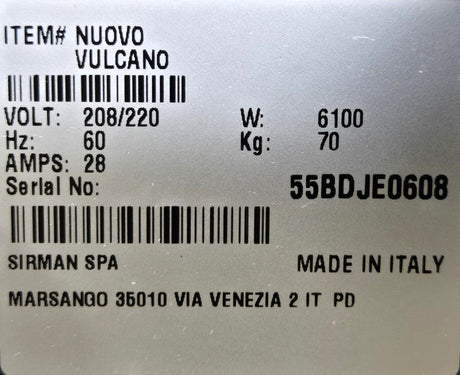 ITEM# NUOVO
VULCANO
VOLT: 208/220 W: 6100
Hz: 60 Kg: 70
AMPS: 28
Serial No: 55BDJE0608
SIRMAN SPA MADE IN ITALY
MARSANGO 35010 VIA VENEZIA 2 IT PD